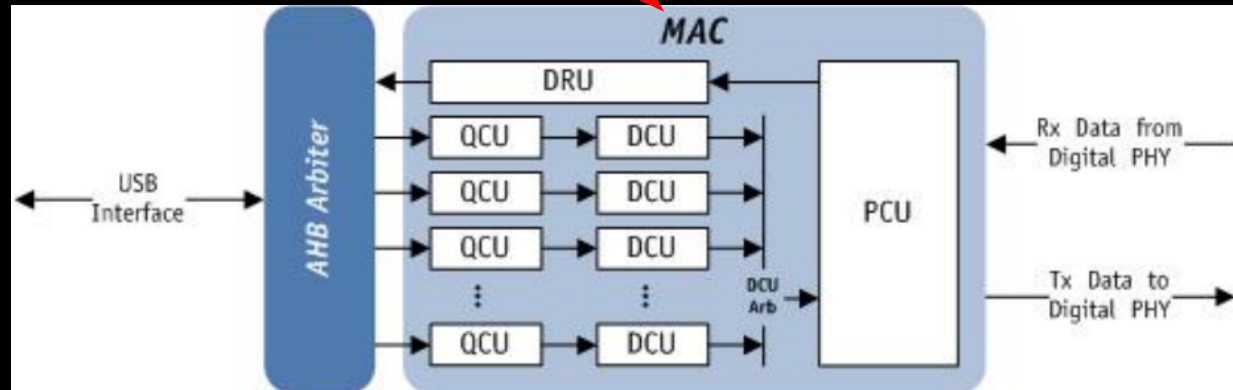 MAC
DRU
QCU
DCU
QCU
DCU
QCU
DCU
QCU
DCU
DCU
Arb
PCU
AHB Arbiter
USB
Interface
Rx Data from
Digital PHY
Tx Data to
Digital PHY